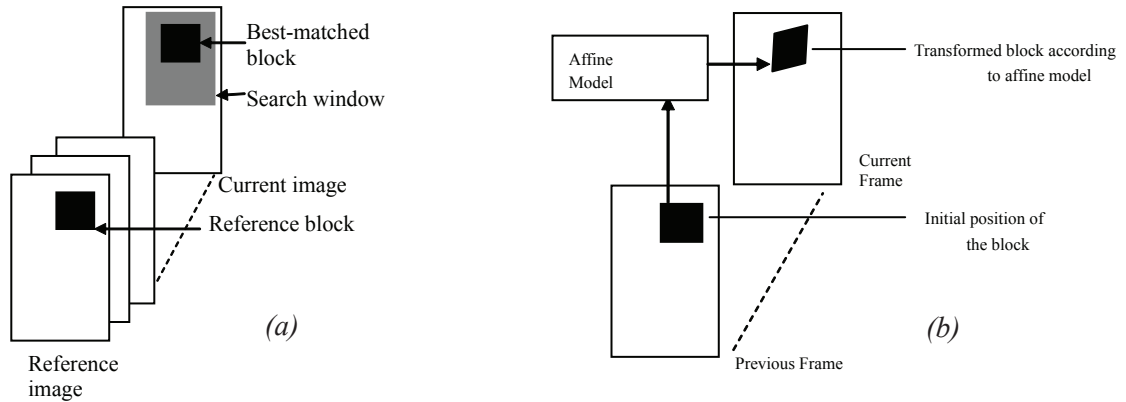 Best-matched
block
Search window
Current image
Reference block
(a)
Reference
image
Affine
Model
Transformed block according
to affine model
Current
Frame
Initial position of
the block
(b)
Previous Frame